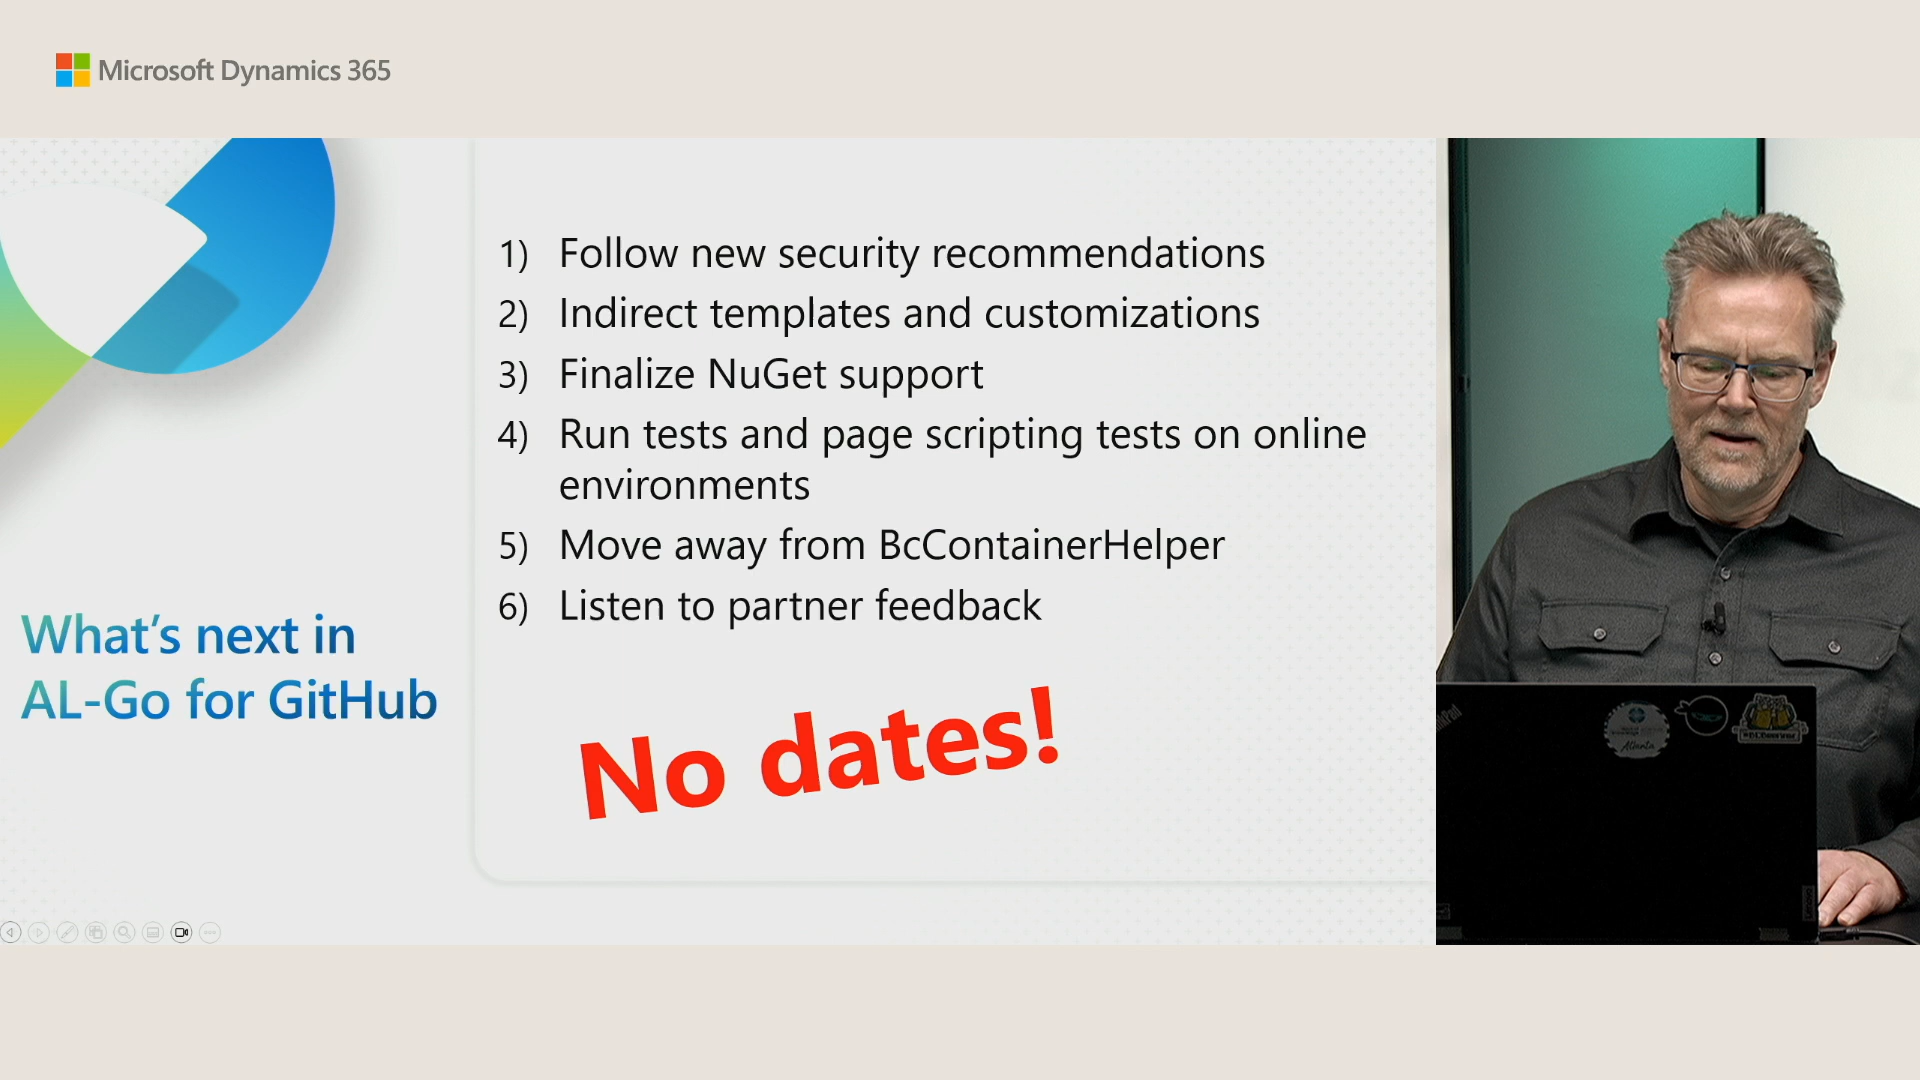 Microsoft Dynamics 365
1) Follow new security recommendations
2) Indirect templates and customizations
3) Finalize NuGet support
4) Run tests and page scripting tests on online
environments
5) Move away from BcContainerHelper
6) Listen to partner feedback
What's next in
AL-Go for GitHub
No dates!
Atlanta